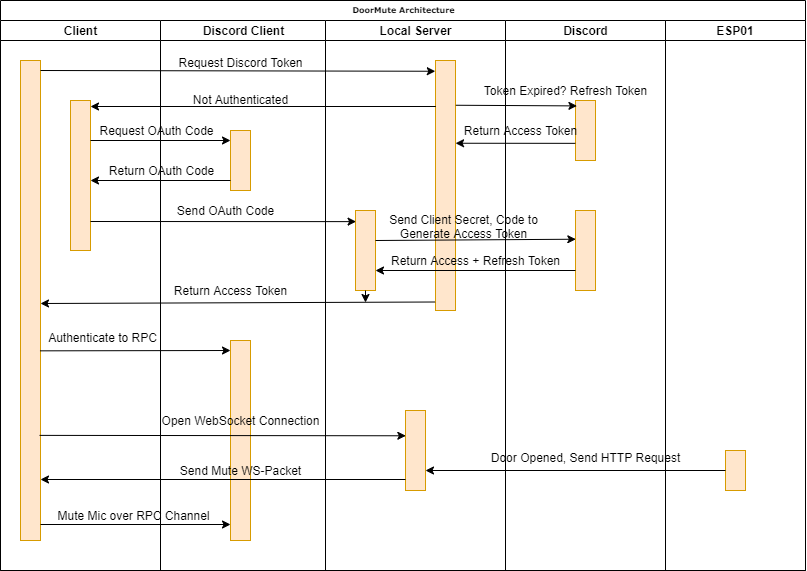 DoorMute Architecture
Client
Discord Client
Local Server
Discord
ESP01
Request Discord Token
Token Expired? Refresh Token
Not Authenticated
Request OAuth Code
Return Access Token
Return OAuth Code
Send OAuth Code
Send Client Secret, Code to
Generate Access Token
Return Access + Refresh Token
Return Access Token
Authenticate to RPC
Open WebSocket Connection
Door Opened, Send HTTP Request
Send Mute WS-Packet
Mute Mic over RPC Channel